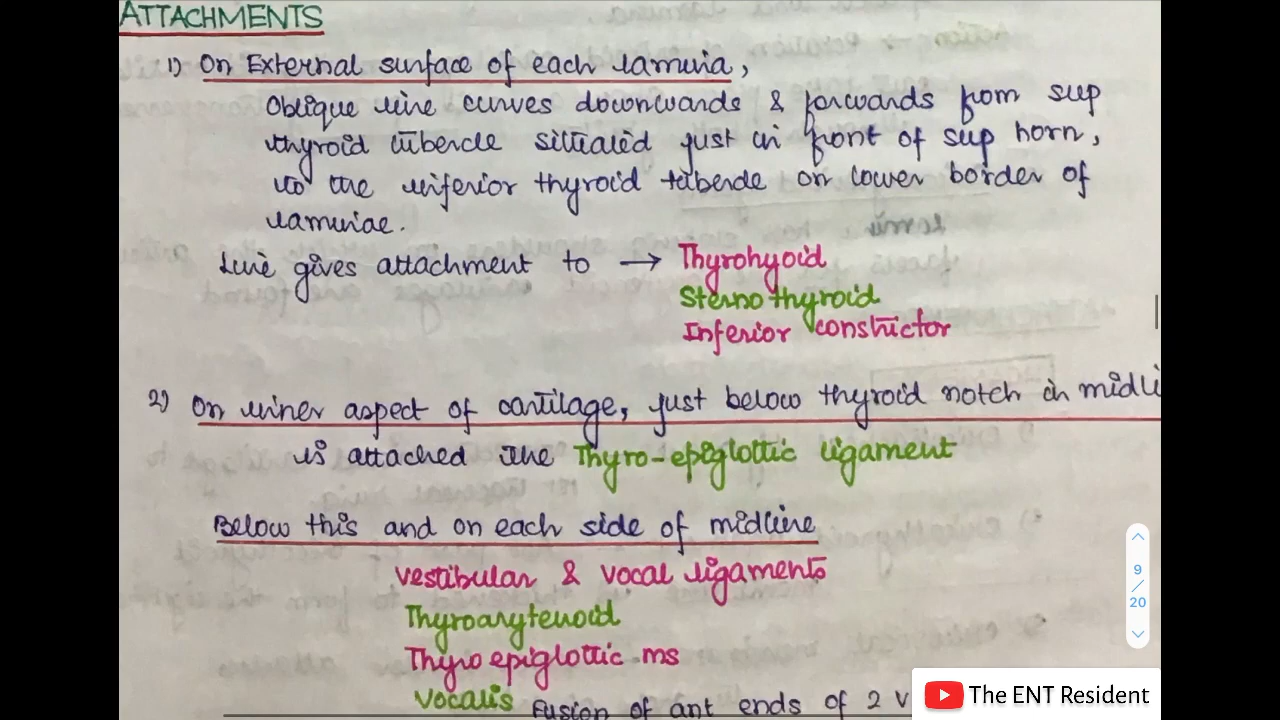 ATTACHMENTS
1) On External surface of each lamina,
Oblique line curves downwards & forwards from sup
thyroid tubercle situated just in front of sup horn,
to the inferior thyroid tubercle on lower border of
laminae.
Line gives attachment to → Thyrohyoid
Sternothyroid
Inferior constrictor
2) On inner aspect of cartilage, just below thyroid notch in midli
is attached the Thyro-epiglottic ligament
Below this and on each side of midline
Vestibular & vocal ligaments
Thyroarytenoid
Thyroepiglottic ms
Vocalis Fusion of ant ends of 2 V
9
/
20
The ENT Resident